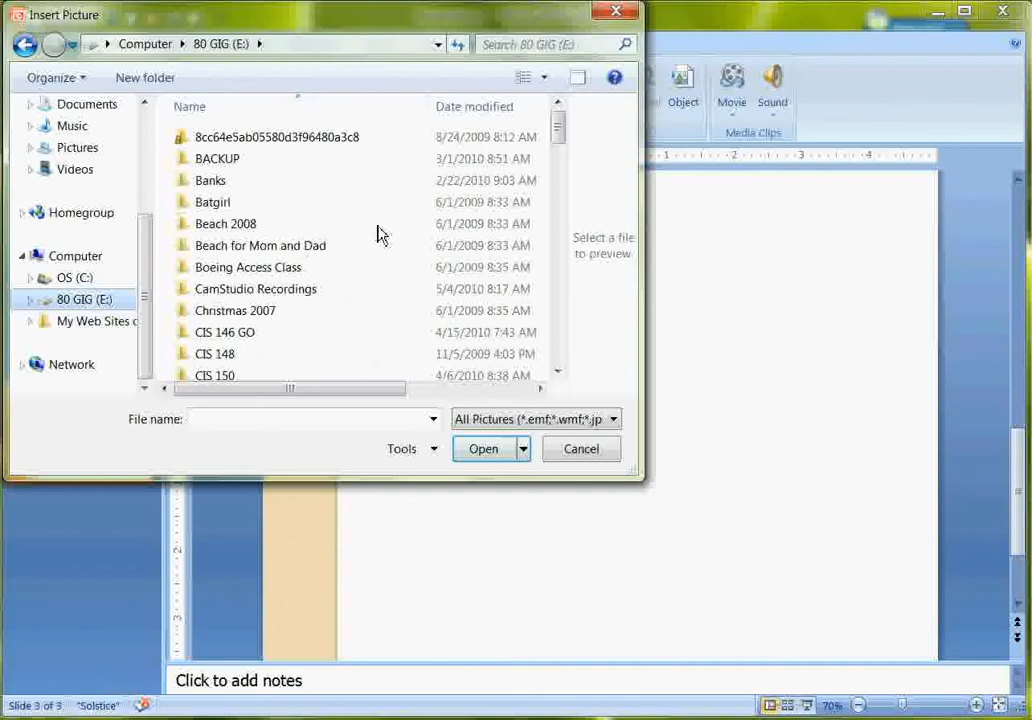 Insert Picture
Computer 80 GIG (E:)
Search 80 GIG (E:)
Organize New folder
Documents
Music
Pictures
Videos
Homegroup
Computer
OS (C:)
80 GIG (E:)
My Web Sites
Network
Name Date modified
8cc64e5ab05580d3f96480a3c8 8/24/2009 8:12 AM
BACKUP 3/1/2010 8:51 AM
Banks 2/22/2010 9:03 AM
Batgirl 6/1/2009 8:33 AM
Beach 2008 6/1/2009 8:33 AM
Beach for Mom and Dad 6/1/2009 8:33 AM
Boeing Access Class 6/1/2009 8:35 AM
CamStudio Recordings 5/4/2010 8:17 AM
Christmas 2007 6/1/2009 8:35 AM
CIS 146 GO 4/15/2010 7:43 AM
CIS 148 11/5/2009 4:03 PM
CIS 150 4/6/2010 8:38 AM
Select a file
to preview.
File name:
All Pictures (*.emf;*.wmf;*.jp
Tools Open Cancel
Object Movie Sound
Media Clips
1 2 3 4
2
3
Click to add notes
Slide 3 of 3 "Solstice" 70%